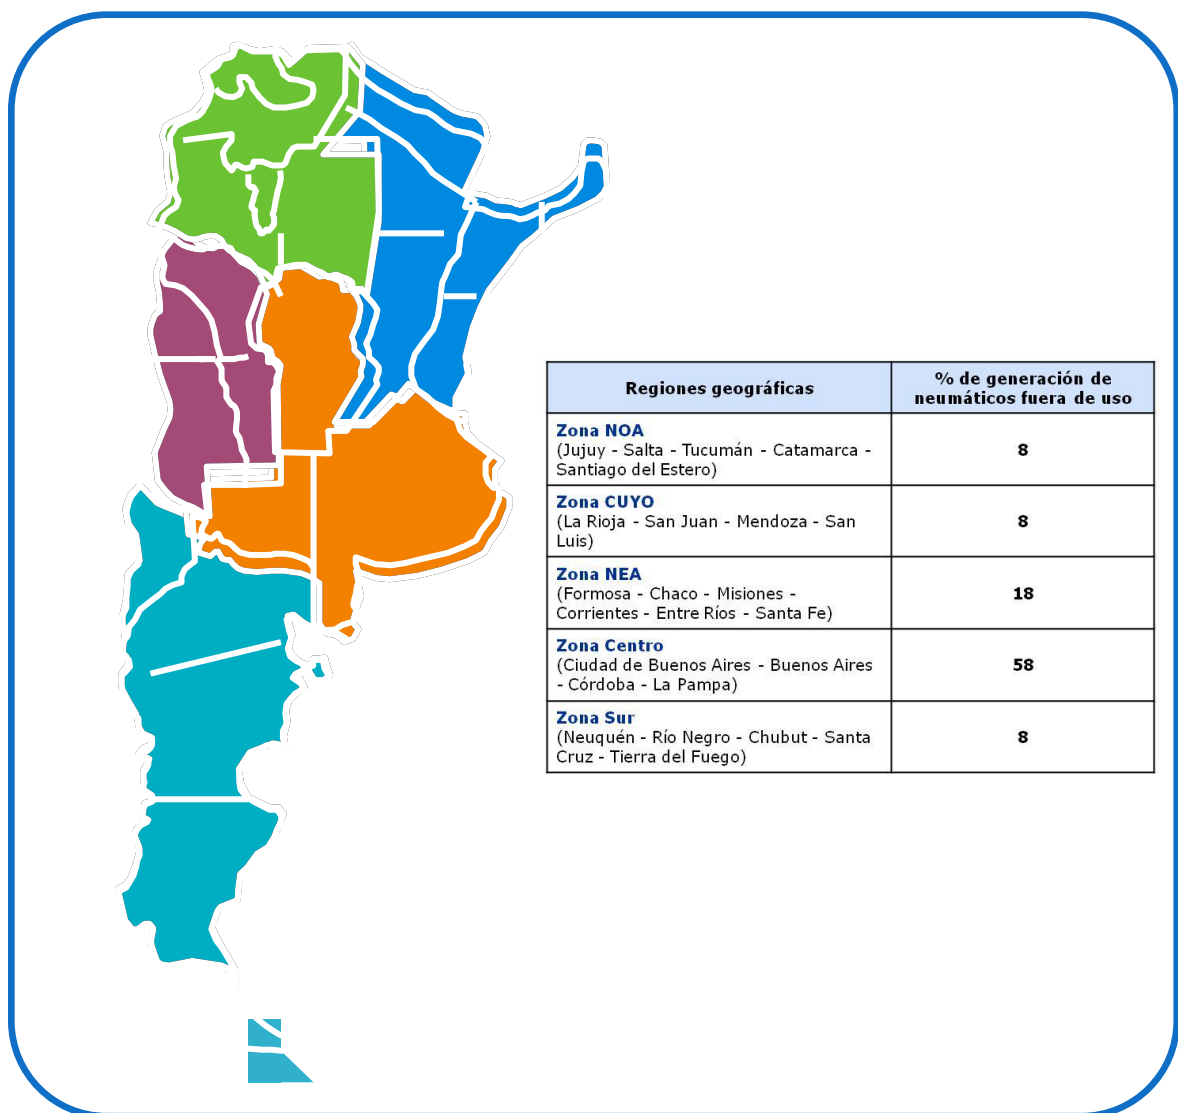 Regiones geográficas
% de generación de
neumáticos fuera de uso
Zona NOA
(Jujuy - Salta - Tucumán - Catamarca -
Santiago del Estero)
8
Zona CUYO
(La Rioja - San Juan - Mendoza - San
Luis)
8
Zona NEA
(Formosa - Chaco - Misiones -
Corrientes - Entre Ríos - Santa Fe)
18
Zona Centro
(Ciudad de Buenos Aires - Buenos Aires
- Córdoba - La Pampa)
58
Zona Sur
(Neuquén - Río Negro - Chubut - Santa
Cruz - Tierra del Fuego)
8